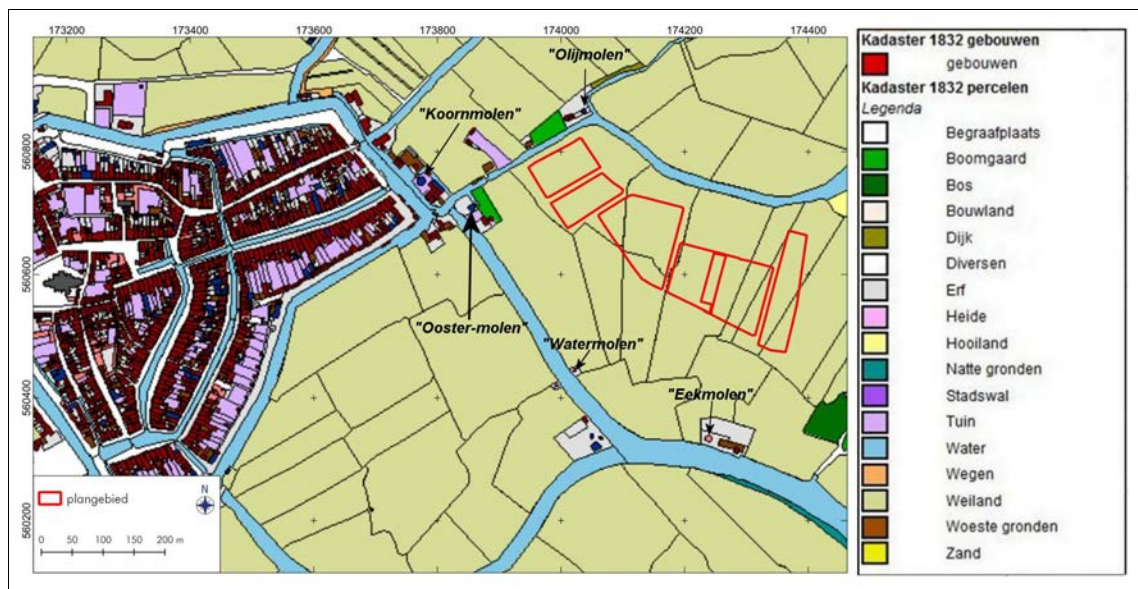 173200 173400 173600 173800 174000 174200 174400
560800
560600
560400
560200
"Olijmolen"
"Koornmolen"
"Ooster-molen"
"Watermolen"
"Eekmolen"
plangebied
N
0 50 100 150 200 m
Kadaster 1832 gebouwen
gebouwen
Kadaster 1832 percelen
Legenda
Begraafplaats
Boomgaard
Bos
Bouwland
Dijk
Diversen
Erf
Heide
Hooiland
Natte gronden
Stadswal
Tuin
Water
Wegen
Weiland
Woeste gronden
Zand